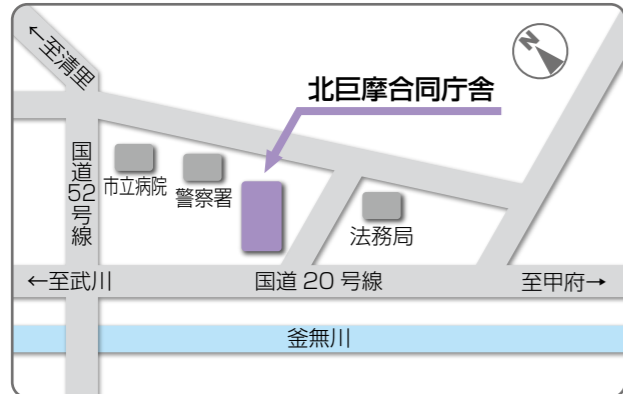 ←至清里
N
北巨摩合同庁舎
国道52号線
市立病院
警察署
法務局
←至武川
国道20号線
至甲府→
釜無川